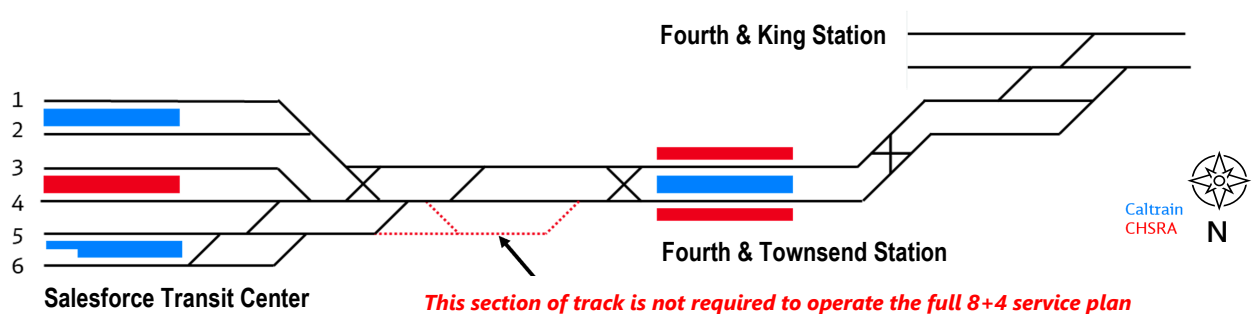 Fourth & King Station
1
2
3
4
5
6
Salesforce Transit Center
Fourth & Townsend Station
Caltrain
CHSRA
N
This section of track is not required to operate the full 8+4 service plan